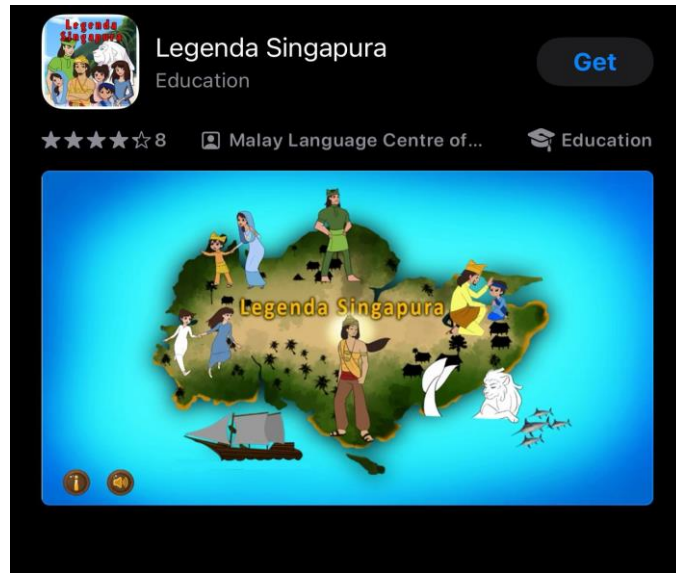 Legenda
Singapura
Legenda Singapura
Education
Get
8
Malay Language Centre of...
Education
Legenda Singapura
i